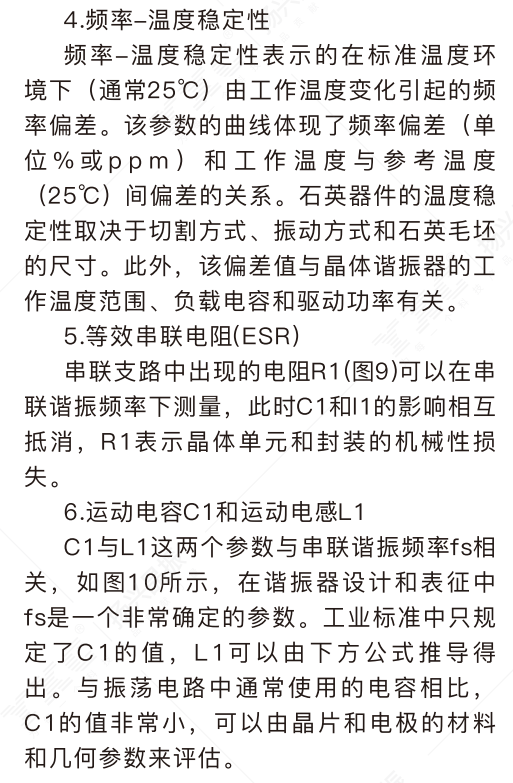 4.频率–温度稳定性
频率–温度稳定性表示的在标准温度环
境下（通常25℃）由工作温度变化引起的频
率偏差。该参数的曲线体现了频率偏差（单
位%或ppm）和工作温度与参考温度
（25℃）间偏差的关系。石英器件的温度稳
定性取决于切割方式、振动方式和石英毛坯
的尺寸。此外，该偏差值与晶体谐振器的工
作温度范围、负载电容和驱动功率有关。
5.等效串联电阻(ESR)
串联支路中出现的电阻R1(图9)可以在串
联谐振频率下测量，此时C1和l1的影响相互
抵消，R1表示晶体单元和封装的机械性损
失。
6.运动电容C1和运动电感L1
C1与L1这两个参数与串联谐振频率fs相
关，如图10所示，在谐振器设计和表征中
fs是一个非常确定的参数。工业标准中只规
定了C1的值，L1可以由下方公式推导得
出。与振荡电路中通常使用的电容相比，
C1的值非常小，可以由晶片和电极的材料
和几何参数来评估。